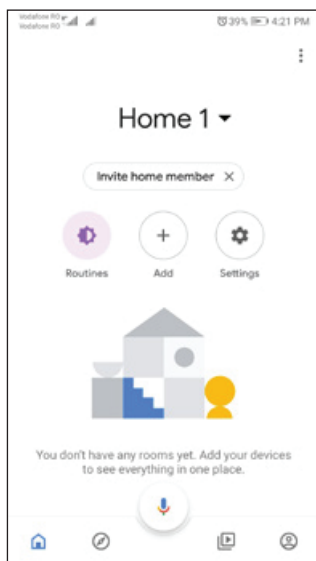 Vodafone RO
Vodafone RO
39% 4:21 PM
Home 1
Invite home member
Routines Add Settings
You don't have any rooms yet. Add your devices
to see everything in one place.